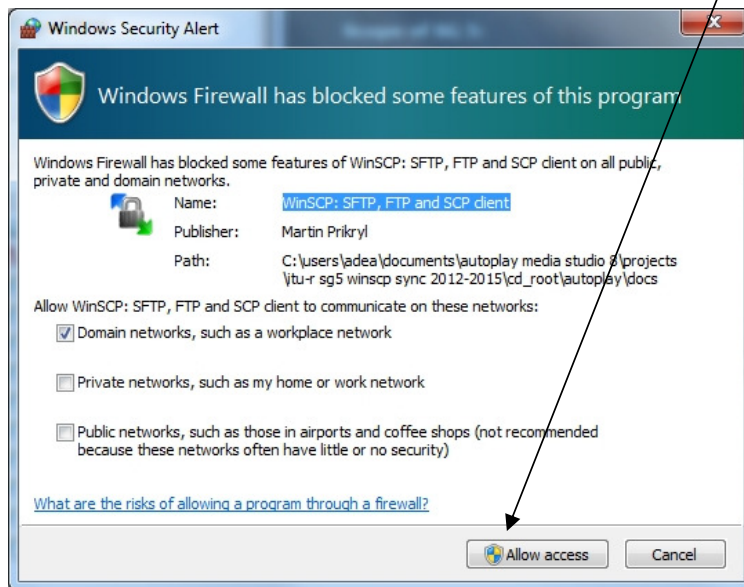 Windows Security Alert
Windows Firewall has blocked some features of this program
Windows Firewall has blocked some features of WinSCP: SFTP, FTP and SCP client on all public,
private and domain networks.
Name: WinSCP: SFTP, FTP and SCP client
Publisher: Martin Prikryl
Path: C:\users\adea\documents\autoplay media studio 8\projects
\itu-r sg5 winscp sync 2012-2015\cd_root\autoplay\docs
Allow WinSCP: SFTP, FTP and SCP client to communicate on these networks:
Domain networks, such as a workplace network
Private networks, such as my home or work network
Public networks, such as those in airports and coffee shops (not recommended
because these networks often have little or no security)
What are the risks of allowing a program through a firewall?
Allow access Cancel